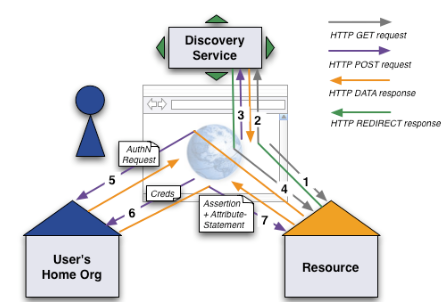 Discovery
Service
HTTP GET request
HTTP POST request
HTTP DATA response
HTTP REDIRECT response
3
2
AuthN
Request
5
4
1
Creds
6
Assertion
+ Attribute-
Statement
7
User's
Home Org
Resource